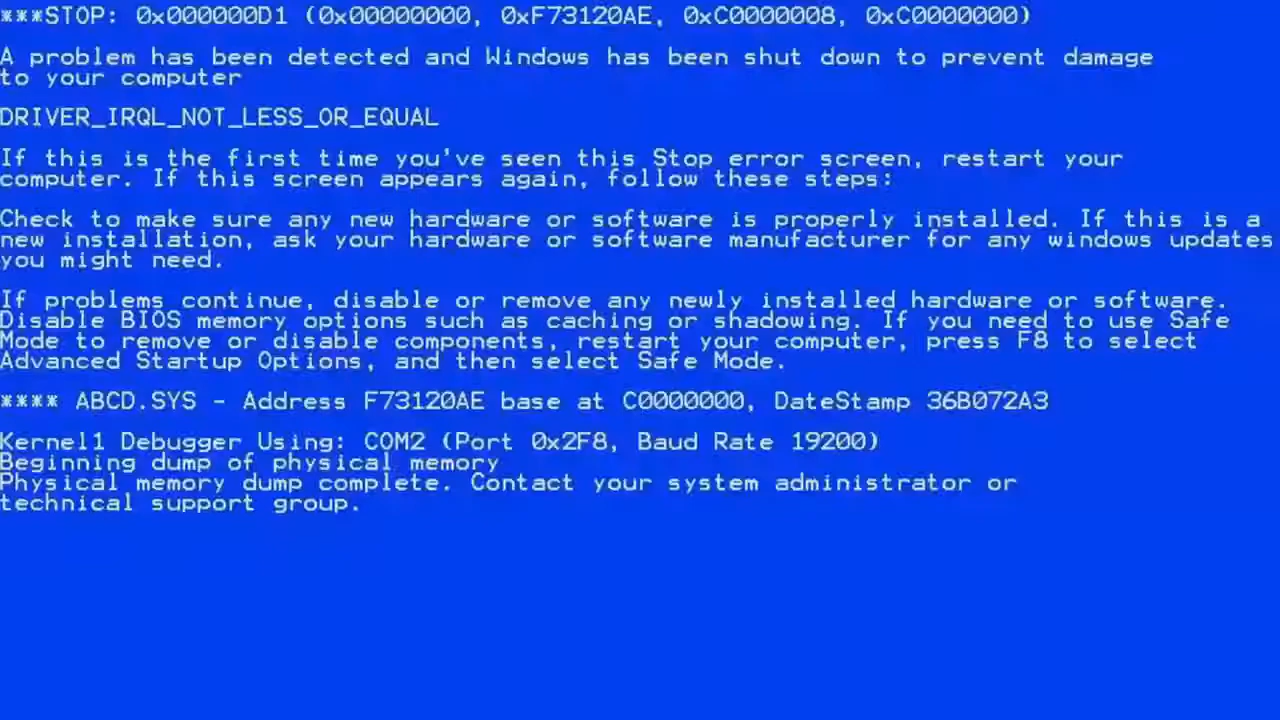 ***STOP: 0x000000D1 (0x00000000, 0xF73120AE, 0xC0000008, 0xC0000000)
A problem has been detected and Windows has been shut down to prevent damage
to your computer
DRIVER_IRQL_NOT_LESS_OR_EQUAL
If this is the first time you've seen this Stop error screen, restart your
computer. If this screen appears again, follow these steps:
Check to make sure any new hardware or software is properly installed. If this is a
new installation, ask your hardware or software manufacturer for any windows updates
you might need.
If problems continue, disable or remove any newly installed hardware or software.
Disable BIOS memory options such as caching or shadowing. If you need to use Safe
Mode to remove or disable components, restart your computer, press F8 to select
Advanced Startup Options, and then select Safe Mode.
**** ABCD.SYS - Address F73120AE base at C0000000, DateStamp 36B072A3
Kernel1 Debugger Using: COM2 (Port 0x2F8, Baud Rate 19200)
Beginning dump of physical memory
Physical memory dump complete. Contact your system administrator or
technical support group.